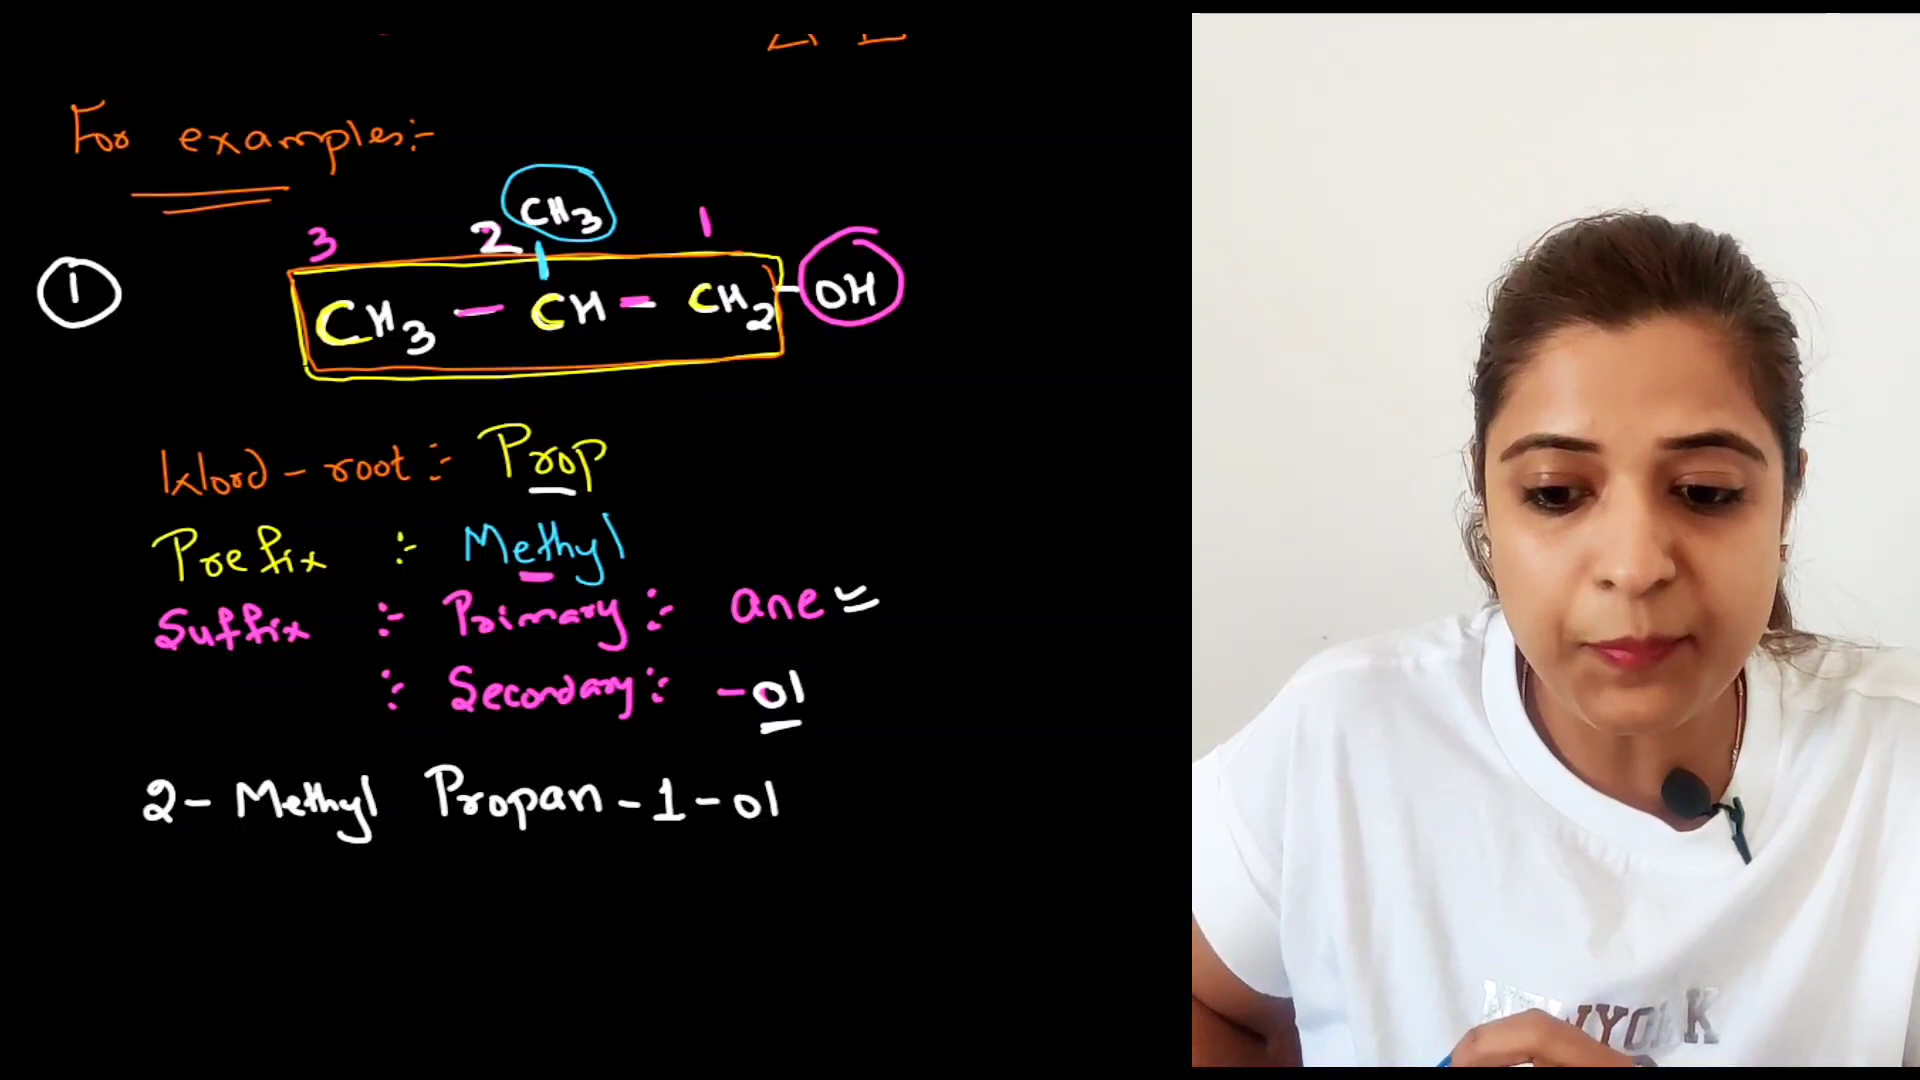 For examples:-
CH3
3 2 1
1 CH3 - CH - CH2 - OH
Word - root :- Prop
Prefix :- Methyl
Suffix :- Primary :- ane
:- Secondary :- -ol
2- Methyl Propan - 1 - ol
NEWYORK